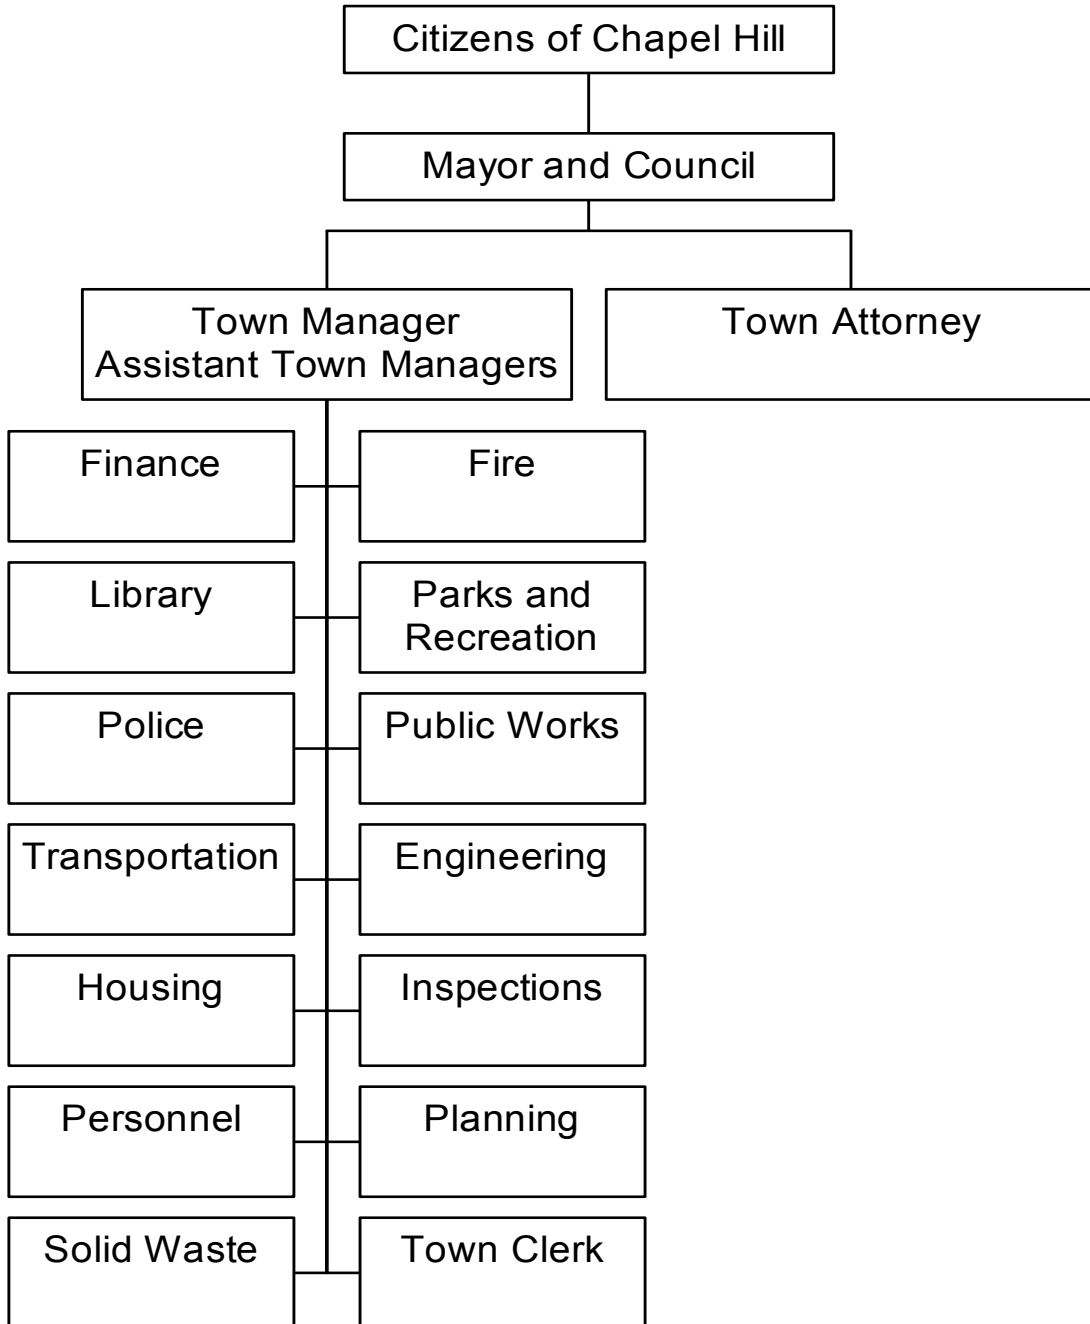 Citizens of Chapel Hill
Mayor and Council
Town Manager
Assistant Town Managers
Town Attorney
Finance
Fire
Library
Parks and
Recreation
Police
Public Works
Transportation
Engineering
Housing
Inspections
Personnel
Planning
Solid Waste
Town Clerk